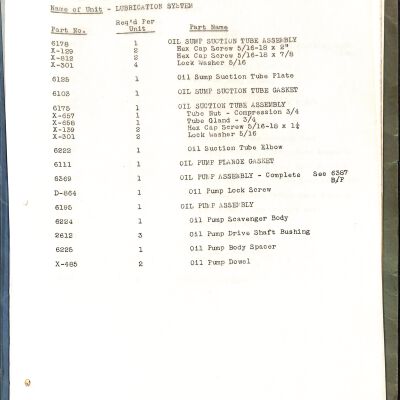 Name of Unit - LUBRICATION SYSTEM
Part No. Req'd Per Unit Part Name
6178 1 OIL SUMP SUCTION TUBE ASSEMBLY
X-129 2 Hex Cap Screw 5/16-18 x 2"
X-812 2 Hex Cap Screw 5/16-18 x 7/8
X-301 4 Lock Washer 5/16
6125 1 Oil Sump Suction Tube Plate
6103 1 OIL SUMP SUCTION TUBE GASKET
6175 1 OIL SUCTION TUBE ASSEMBLY
X-657 1 Tube Nut - Compression 3/4
X-658 1 Tube Gland - 3/4
X-139 2 Hex Cap Screw 5/16-18 x 1¼
X-301 2 Lock Washer 5/16
6222 1 Oil Suction Tube Elbow
6111 1 OIL PUMP FLANGE GASKET
6369 1 OIL PUMP ASSEMBLY - Complete See 6387 B/P
D-864 1 Oil Pump Lock Screw
6195 1 OIL PUMP ASSEMBLY
6224 1 Oil Pump Scavenger Body
2612 3 Oil Pump Drive Shaft Bushing
6225 1 Oil Pump Body Spacer
X-485 2 Oil Pump Dowel